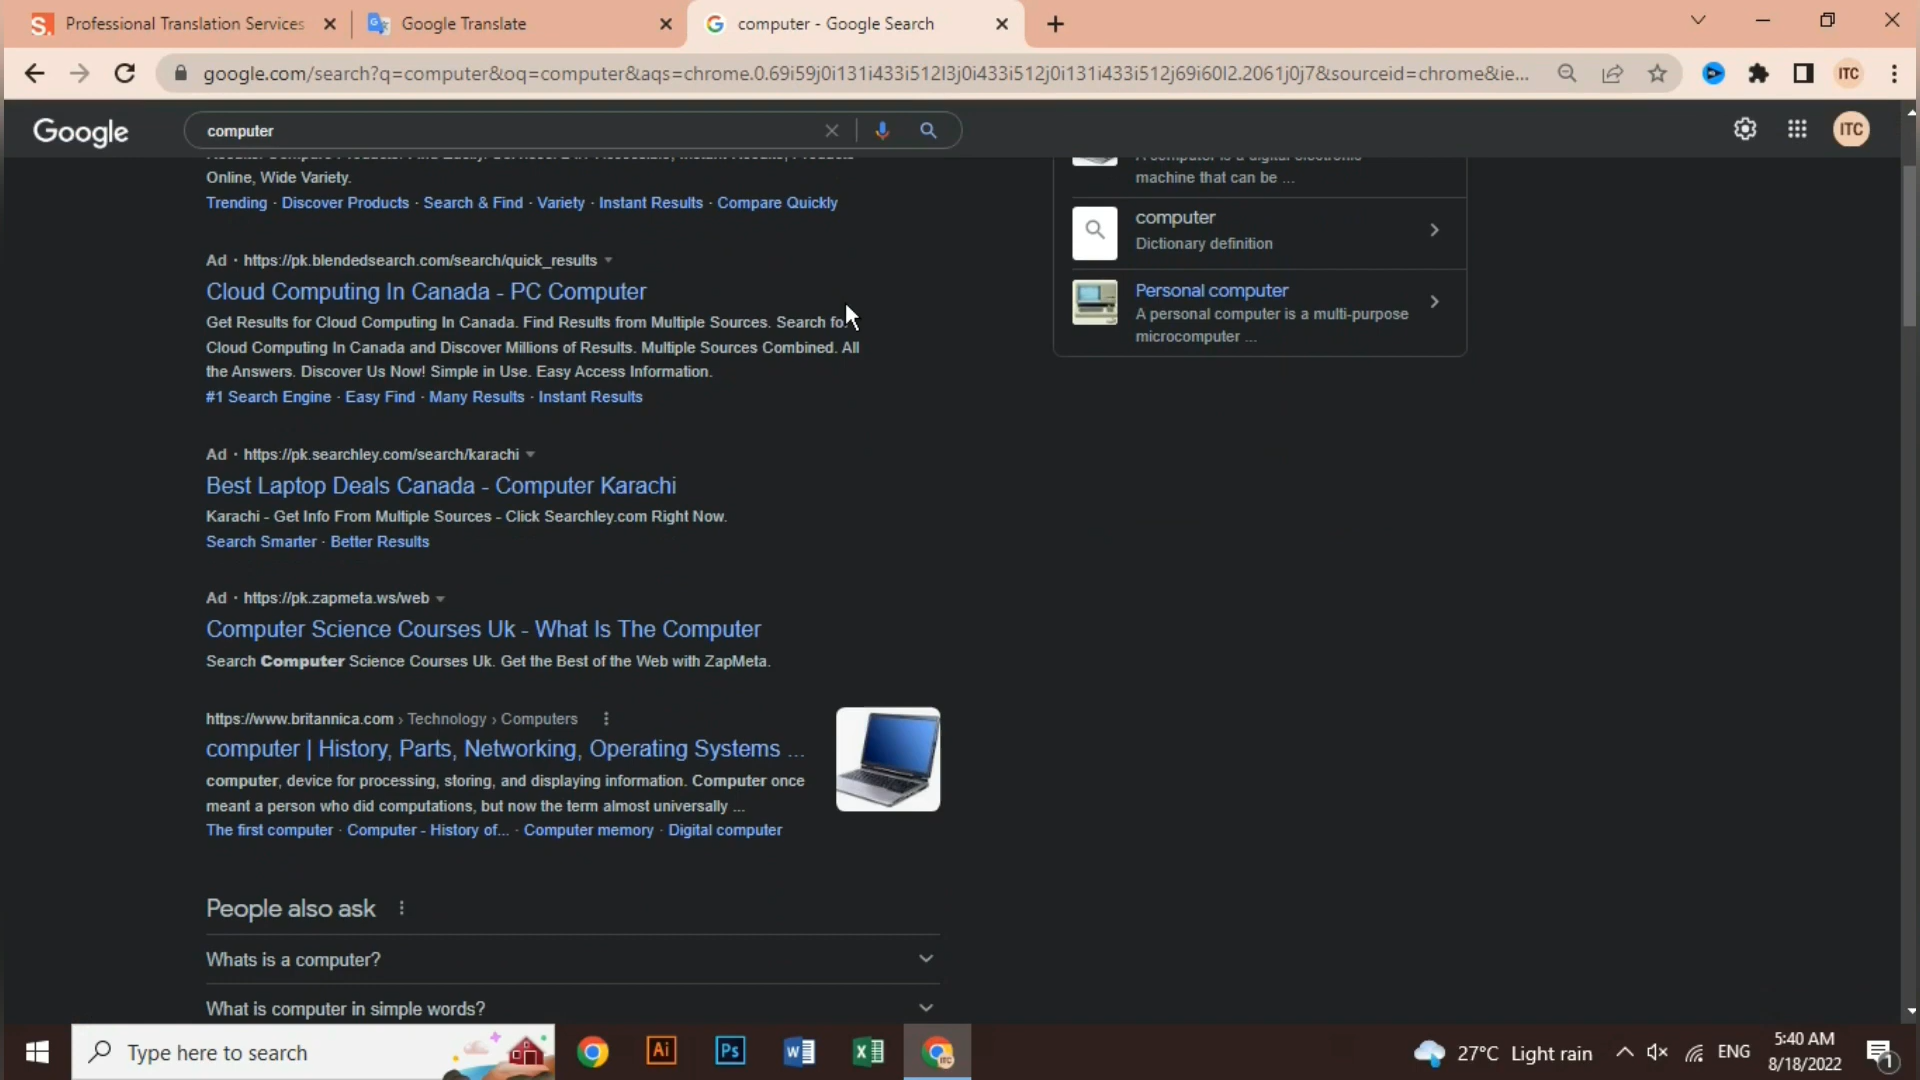 Professional Translation Services
Google Translate
computer - Google Search
google.com/search?q=computer&oq=computer&aqs=chrome.0.69i59j0i131i433i512l3j0i433i512j0i131i433i512j69i60l2.2061j0j7&sourceid=chrome&ie...
ITC
Google
computer
ITC
Online, Wide Variety.
Trending · Discover Products · Search & Find · Variety · Instant Results · Compare Quickly
Ad · https://pk.blendedsearch.com/search/quick_results
Cloud Computing In Canada - PC Computer
Get Results for Cloud Computing In Canada. Find Results from Multiple Sources. Search for
Cloud Computing In Canada and Discover Millions of Results. Multiple Sources Combined. All
the Answers. Discover Us Now! Simple in Use. Easy Access Information.
#1 Search Engine · Easy Find · Many Results · Instant Results
Ad · https://pk.searchley.com/search/karachi
Best Laptop Deals Canada - Computer Karachi
Karachi - Get Info From Multiple Sources - Click Searchley.com Right Now.
Search Smarter · Better Results
Ad · https://pk.zapmeta.ws/web
Computer Science Courses Uk - What Is The Computer
Search Computer Science Courses Uk. Get the Best of the Web with ZapMeta.
https://www.britannica.com › Technology › Computers
computer | History, Parts, Networking, Operating Systems ...
computer, device for processing, storing, and displaying information. Computer once
meant a person who did computations, but now the term almost universally ...
The first computer · Computer - History of... · Computer memory · Digital computer
People also ask
Whats is a computer?
What is computer in simple words?
A computer is a digital electronic
machine that can be ...
computer
Dictionary definition
Personal computer
A personal computer is a multi-purpose
microcomputer ...
Type here to search
Ai
Ps
27°C Light rain
ENG
5:40 AM
8/18/2022
1